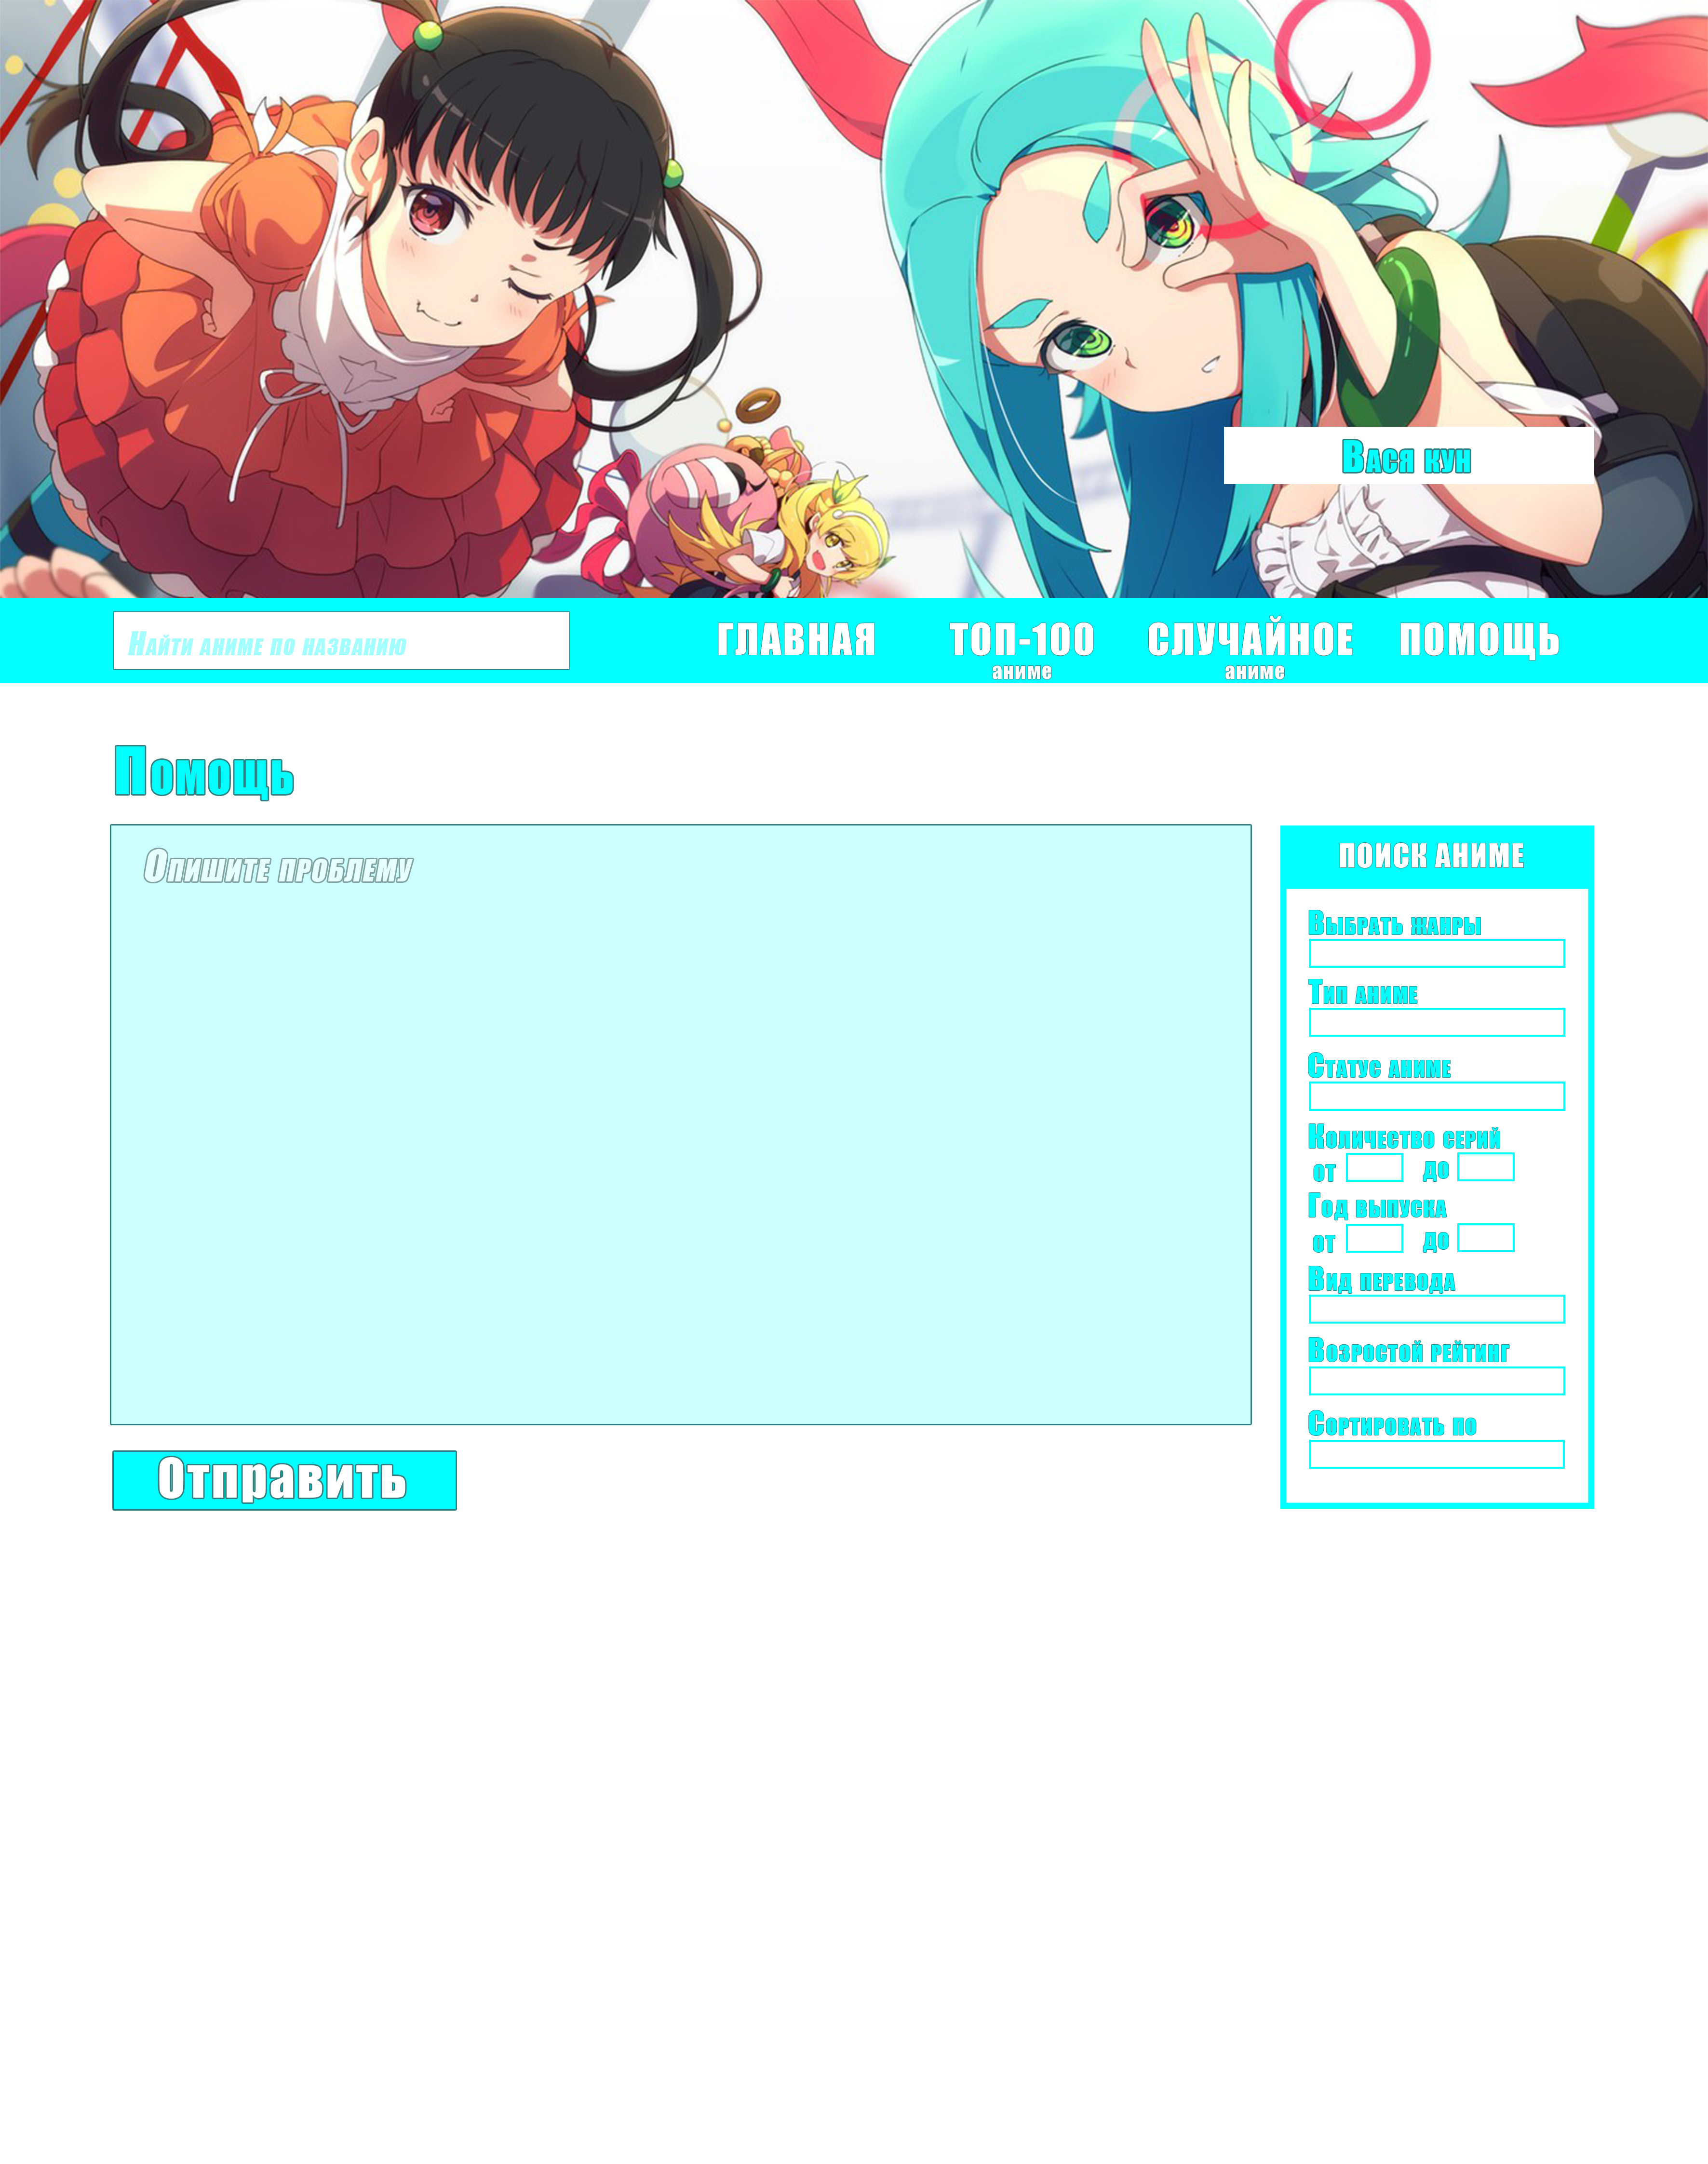 Вася кун
Найти аниме по названию
ГЛАВНАЯ
ТОП-100
аниме
СЛУЧАЙНОЕ
аниме
ПОМОЩЬ
Помощь
Опишите проблему
Отправить
ПОИСК АНИМЕ
Выбрать жанры
Тип аниме
Статус аниме
Количество серий
от до
Год выпуска
от до
Вид перевода
Возростой рейтинг
Сортировать по